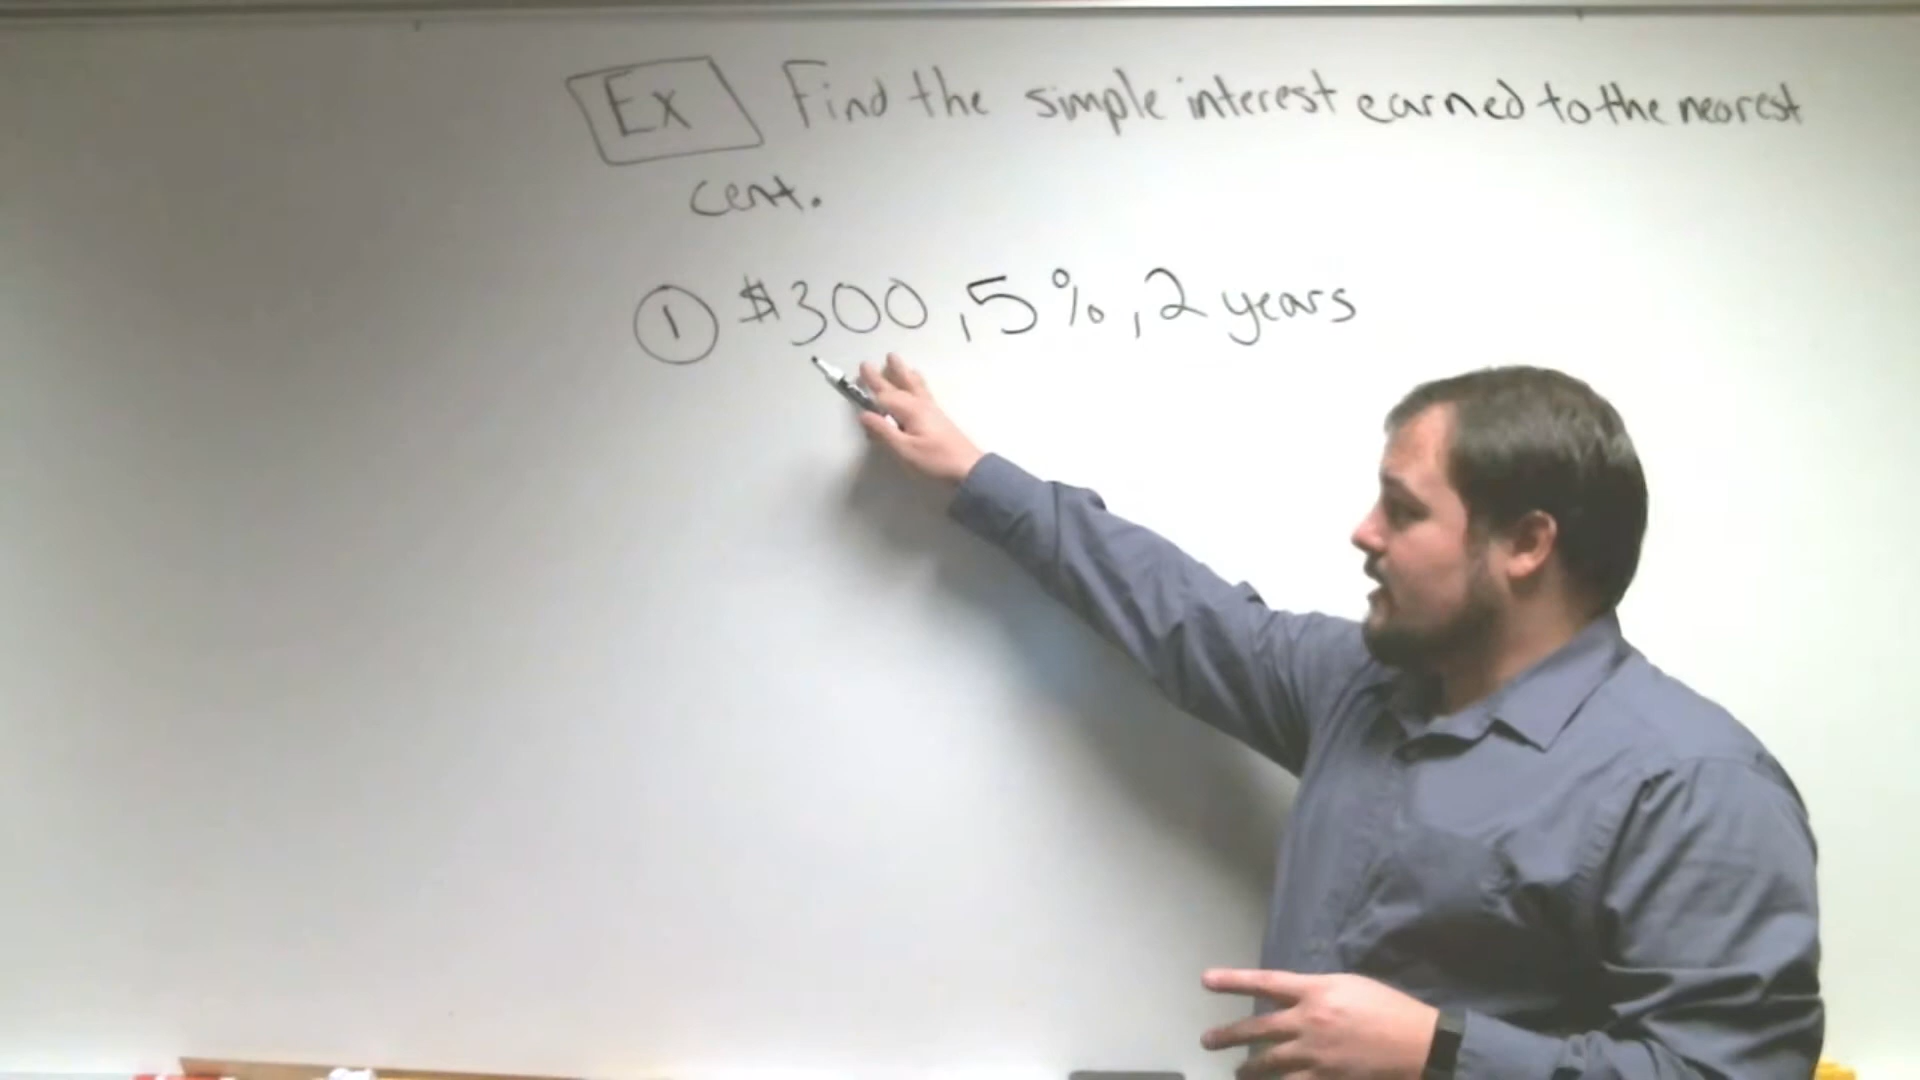 Ex Find the simple interest earned to the nearest
cent.
1 $300, 5%, 2 years